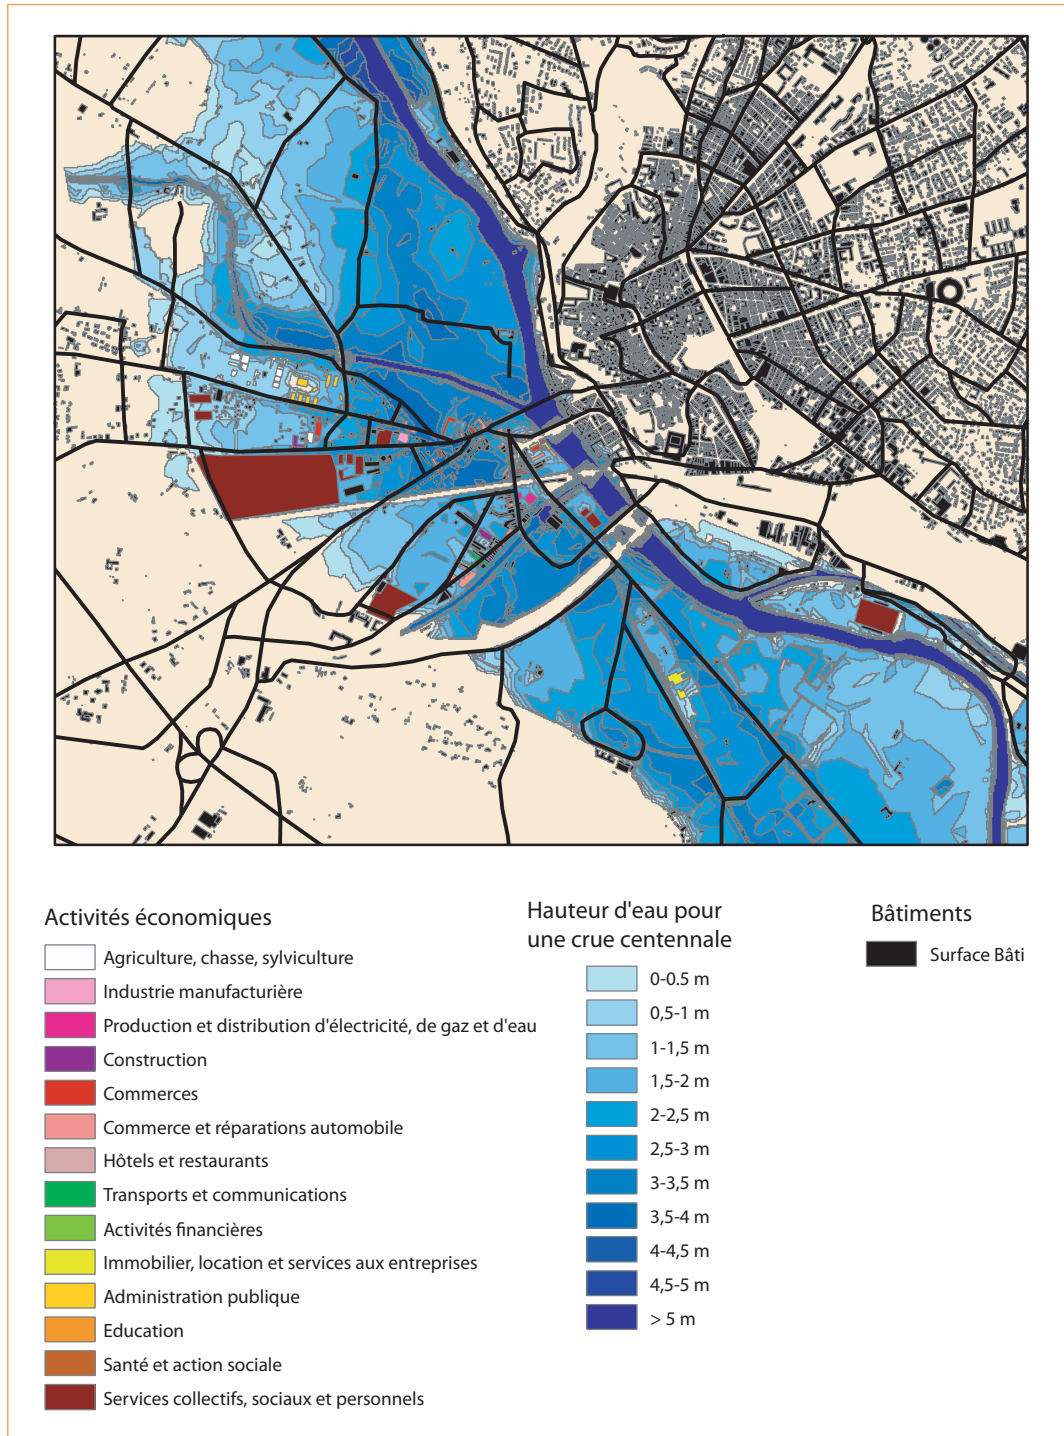 Activités économiques
Agriculture, chasse, sylviculture
Industrie manufacturière
Production et distribution d'électricité, de gaz et d'eau
Construction
Commerces
Commerce et réparations automobile
Hôtels et restaurants
Transports et communications
Activités financières
Immobilier, location et services aux entreprises
Administration publique
Education
Santé et action sociale
Services collectifs, sociaux et personnels
Hauteur d'eau pour
une crue centennale
0-0.5 m
0,5-1 m
1-1,5 m
1,5-2 m
2-2,5 m
2,5-3 m
3-3,5 m
3,5-4 m
4-4,5 m
4,5-5 m
> 5 m
Bâtiments
Surface Bâti